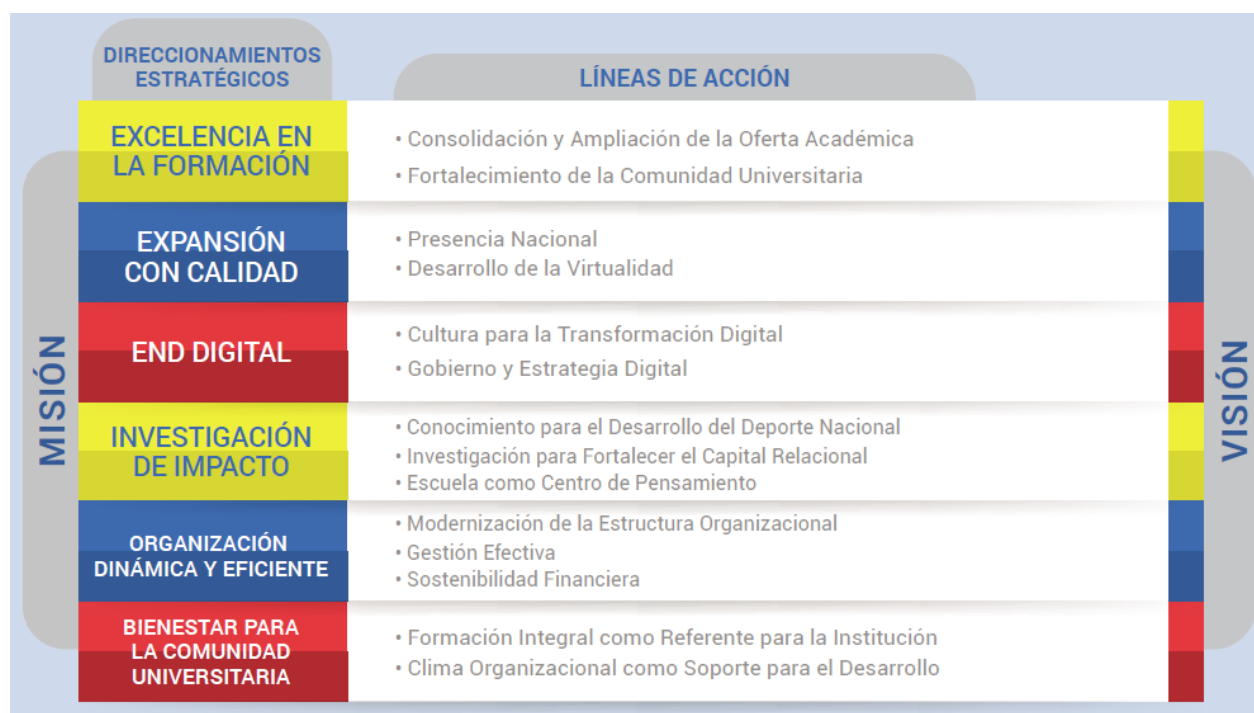 DIRECCIONAMIENTOS
ESTRATÉGICOS
LÍNEAS DE ACCIÓN
MISIÓN
EXCELENCIA EN
LA FORMACIÓN
• Consolidación y Ampliación de la Oferta Académica
• Fortalecimiento de la Comunidad Universitaria
EXPANSIÓN
CON CALIDAD
• Presencia Nacional
• Desarrollo de la Virtualidad
END DIGITAL
• Cultura para la Transformación Digital
• Gobierno y Estrategia Digital
INVESTIGACIÓN
DE IMPACTO
• Conocimiento para el Desarrollo del Deporte Nacional
• Investigación para Fortalecer el Capital Relacional
• Escuela como Centro de Pensamiento
ORGANIZACIÓN
DINÁMICA Y EFICIENTE
• Modernización de la Estructura Organizacional
• Gestión Efectiva
• Sostenibilidad Financiera
BIENESTAR PARA
LA COMUNIDAD
UNIVERSITARIA
• Formación Integral como Referente para la Institución
• Clima Organizacional como Soporte para el Desarrollo
VISIÓN